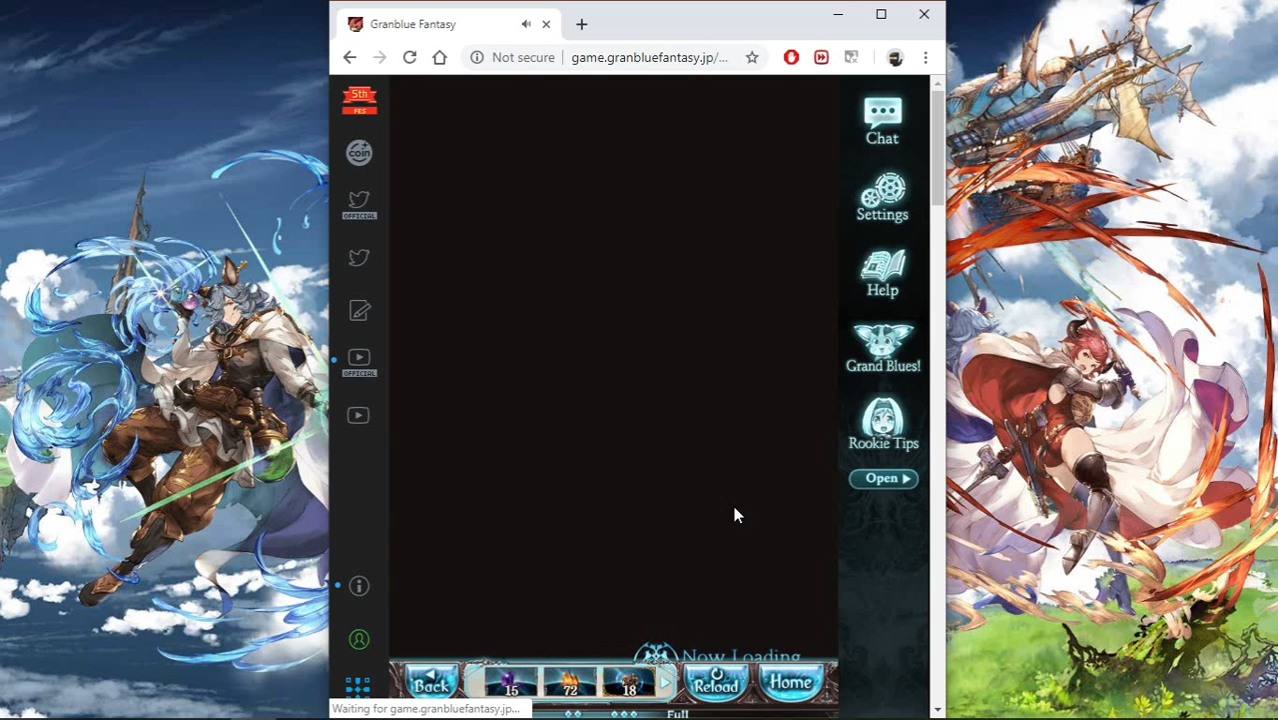 Granblue Fantasy
Not secure
game.granbluefantasy.jp/...
5th
FES
coin
OFFICIAL
OFFICIAL
Chat
Settings
Help
Grand Blues!
Rookie Tips
Open
Now Loading
Back
15
72
18
Reload
Home
Waiting for game.granbluefantasy.jp...
Full